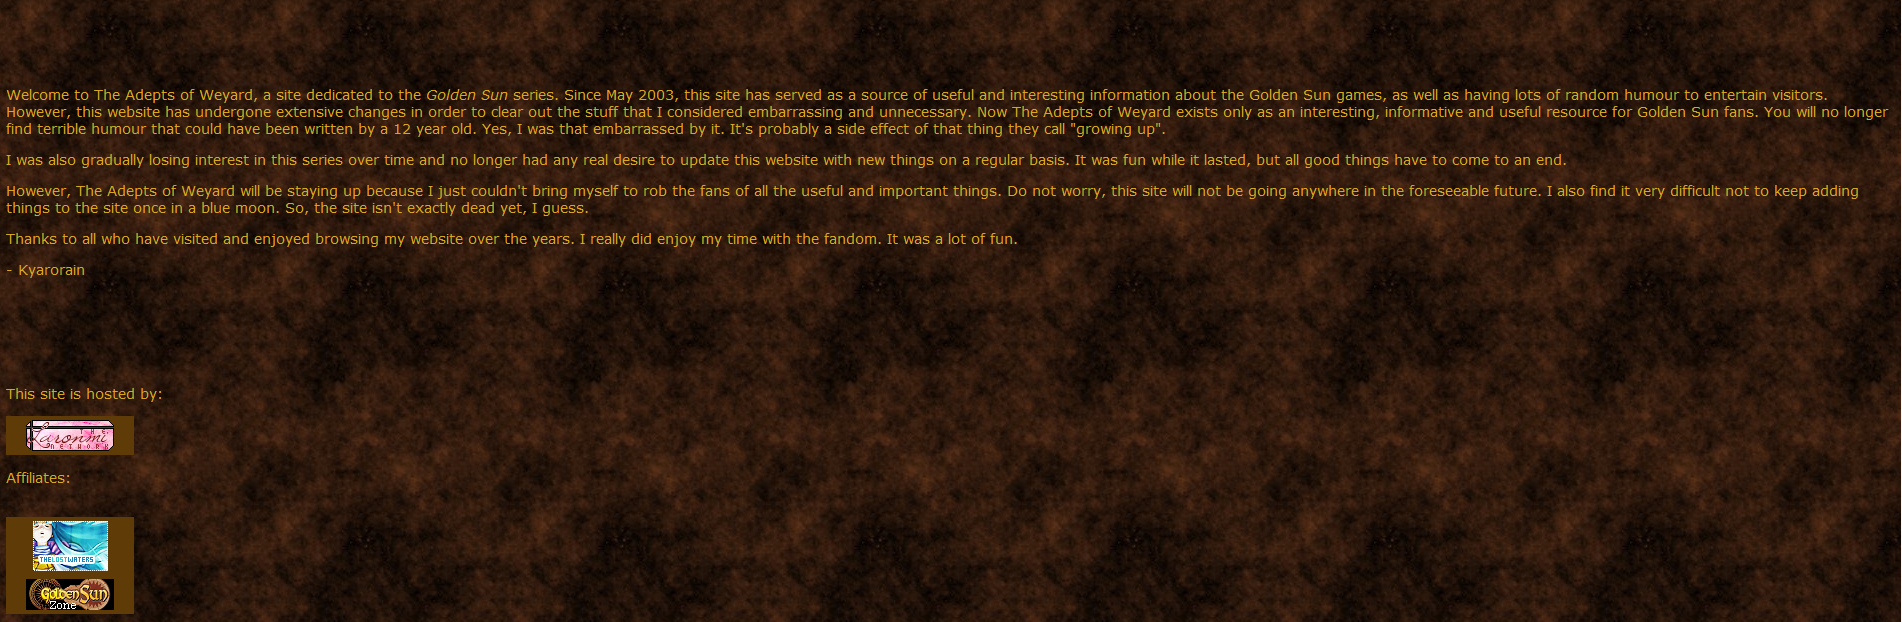 Welcome to The Adepts of Weyard, a site dedicated to the Golden Sun series. Since May 2003, this site has served as a source of useful and interesting information about the Golden Sun games, as well as having lots of random humour to entertain visitors.
However, this website has undergone extensive changes in order to clear out the stuff that I considered embarrassing and unnecessary. Now The Adepts of Weyard exists only as an interesting, informative and useful resource for Golden Sun fans. You will no longer
find terrible humour that could have been written by a 12 year old. Yes, I was that embarrassed by it. It's probably a side effect of that thing they call "growing up".
I was also gradually losing interest in this series over time and no longer had any real desire to update this website with new things on a regular basis. It was fun while it lasted, but all good things have to come to an end.
However, The Adepts of Weyard will be staying up because I just couldn't bring myself to rob the fans of all the useful and important things. Do not worry, this site will not be going anywhere in the foreseeable future. I also find it very difficult not to keep adding
things to the site once in a blue moon. So, the site isn't exactly dead yet, I guess.
Thanks to all who have visited and enjoyed browsing my website over the years. I really did enjoy my time with the fandom. It was a lot of fun.
- Kyarorain
This site is hosted by:
THE
Laronmi
NETWORK
Affiliates:
THELOSTWATERS
Golden Sun
Zone